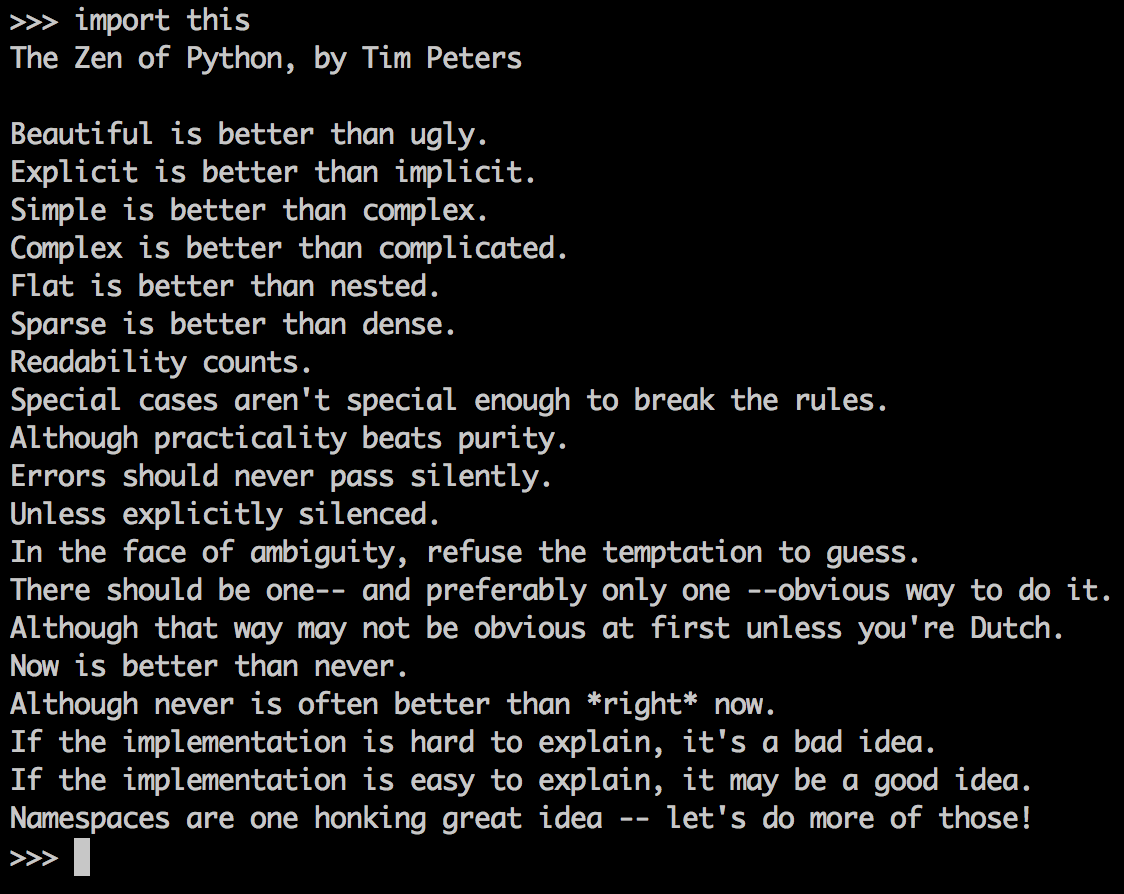 >>> import this
The Zen of Python, by Tim Peters

Beautiful is better than ugly.
Explicit is better than implicit.
Simple is better than complex.
Complex is better than complicated.
Flat is better than nested.
Sparse is better than dense.
Readability counts.
Special cases aren't special enough to break the rules.
Although practicality beats purity.
Errors should never pass silently.
Unless explicitly silenced.
In the face of ambiguity, refuse the temptation to guess.
There should be one-- and preferably only one --obvious way to do it.
Although that way may not be obvious at first unless you're Dutch.
Now is better than never.
Although never is often better than *right* now.
If the implementation is hard to explain, it's a bad idea.
If the implementation is easy to explain, it may be a good idea.
Namespaces are one honking great idea -- let's do more of those!
>>>